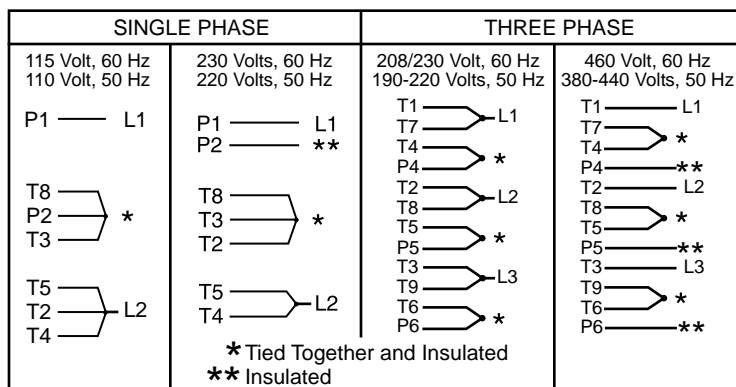 SINGLE PHASE
THREE PHASE
115 Volt, 60 Hz
110 Volt, 50 Hz
P1 L1
T8
P2 *
T3
T5
T2 L2
T4
230 Volts, 60 Hz
220 Volts, 50 Hz
P1 L1
P2 **
T8
T3 *
T2
T5
T4 L2
208/230 Volt, 60 Hz
190-220 Volts, 50 Hz
T1
T7 L1
T4
P4 *
T2
T8 L2
T5
P5 *
T3
T9 L3
T6
P6 *
460 Volt, 60 Hz
380-440 Volts, 50 Hz
T1 L1
T7
T4 *
P4 **
T2 L2
T8
T5 *
P5 **
T3 L3
T9
T6 *
P6 **
* Tied Together and Insulated
** Insulated